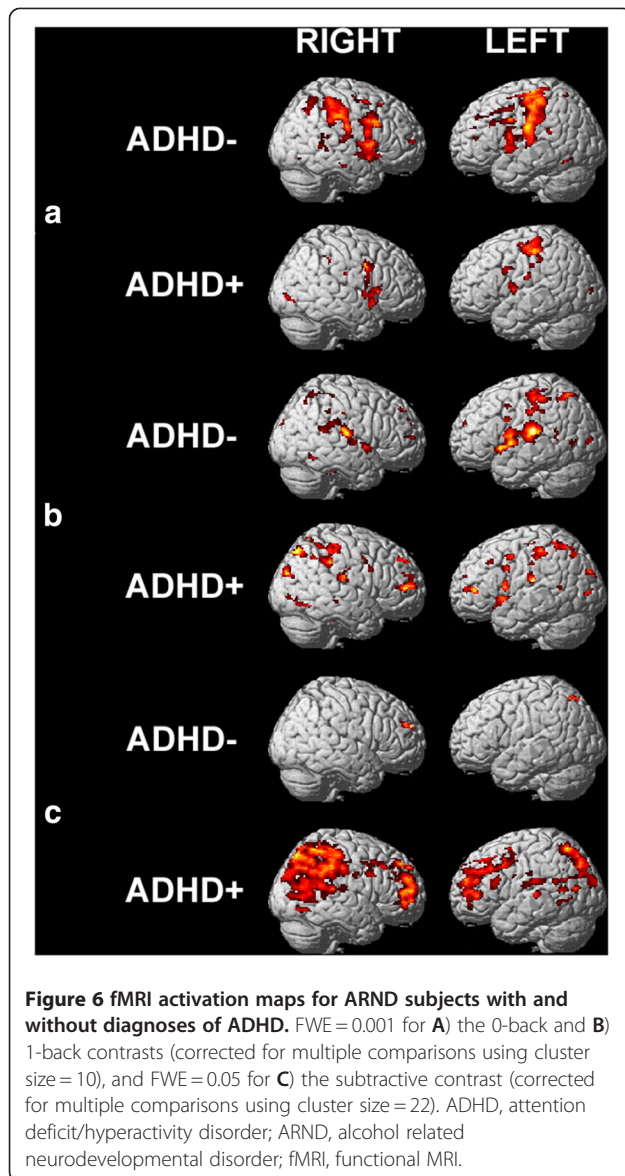 RIGHT LEFT
ADHD-
a
ADHD+
ADHD-
b
ADHD+
ADHD-
c
ADHD+
Figure 6 fMRI activation maps for ARND subjects with and
without diagnoses of ADHD. FWE = 0.001 for A) the 0-back and B)
1-back contrasts (corrected for multiple comparisons using cluster
size = 10), and FWE = 0.05 for C) the subtractive contrast (corrected
for multiple comparisons using cluster size = 22). ADHD, attention
deficit/hyperactivity disorder; ARND, alcohol related
neurodevelopmental disorder; fMRI, functional MRI.